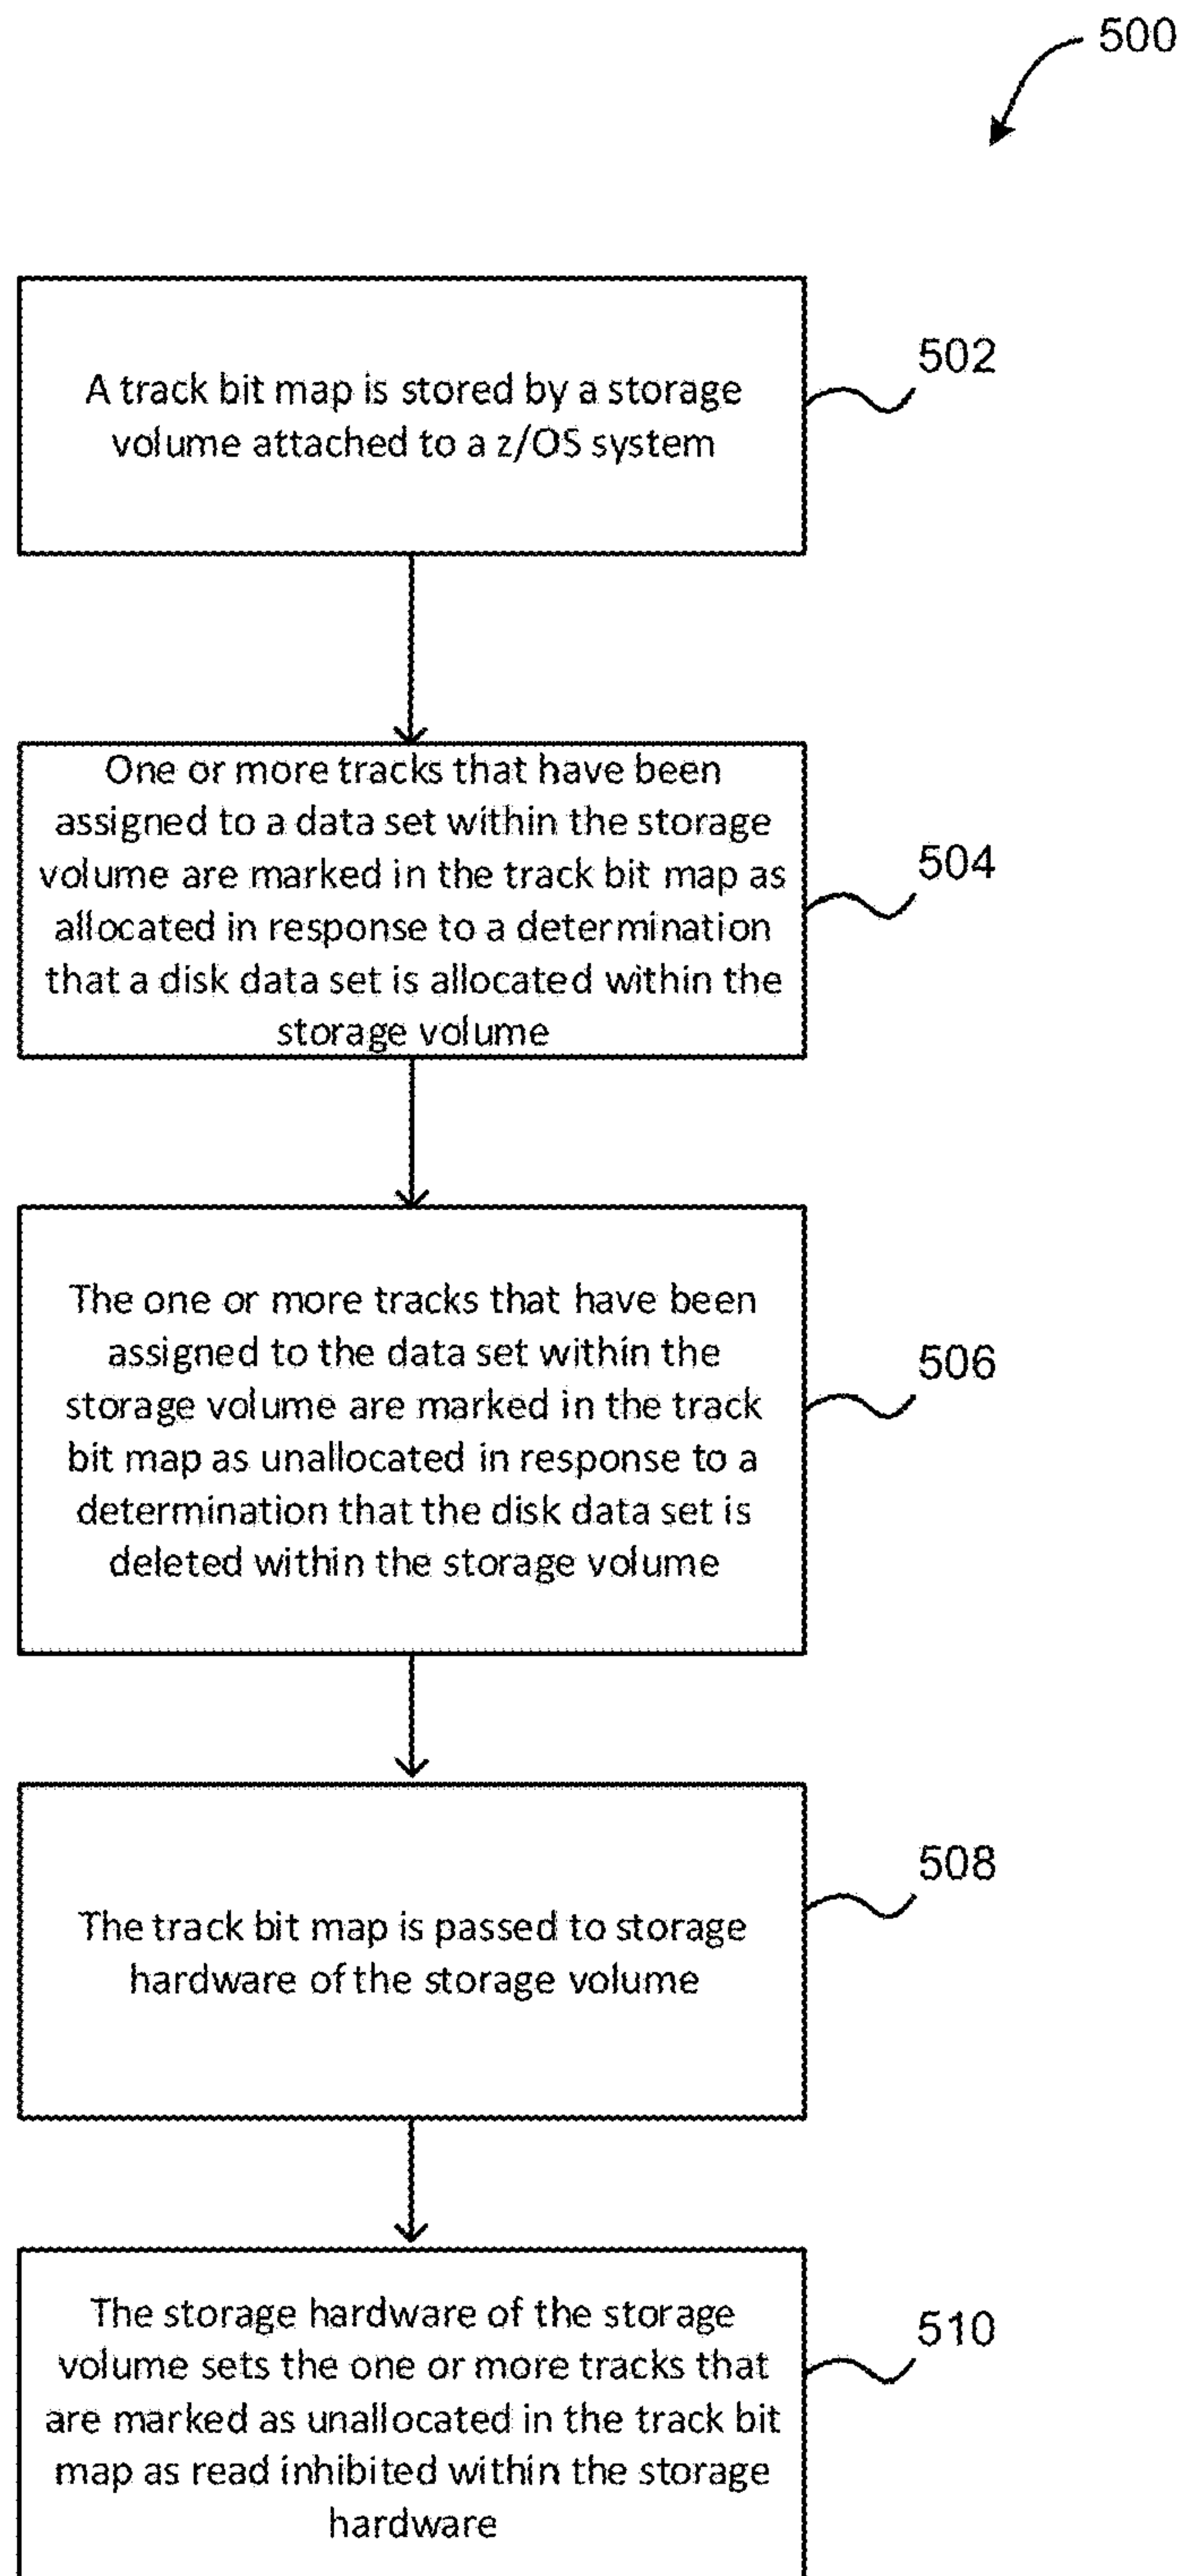 500
A track bit map is stored by a storage
volume attached to a z/OS system
502
One or more tracks that have been
assigned to a data set within the storage
volume are marked in the track bit map as
allocated in response to a determination
that a disk data set is allocated within the
storage volume
504
The one or more tracks that have been
assigned to the data set within the
storage volume are marked in the track
bit map as unallocated in response to a
determination that the disk data set is
deleted within the storage volume
506
The track bit map is passed to storage
hardware of the storage volume
508
The storage hardware of the storage
volume sets the one or more tracks that
are marked as unallocated in the track bit
map as read inhibited within the storage
hardware
510